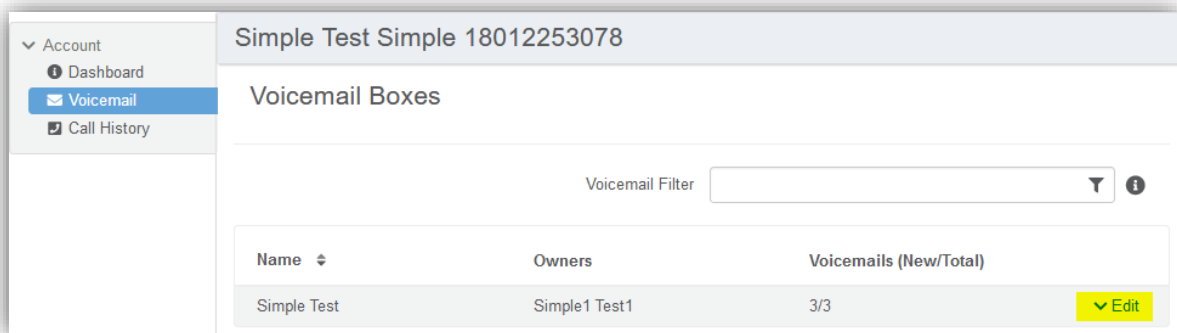 Account
Dashboard
Voicemail
Call History
Simple Test Simple 18012253078
Voicemail Boxes
Voicemail Filter
Name Owners Voicemails (New/Total)
Simple Test Simple1 Test1 3/3 Edit